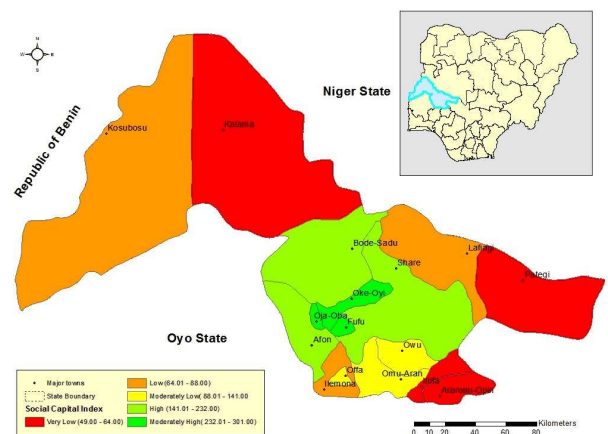 N
W E
S
Republic of Benin
Niger State
Oyo State
Kosubosu
Kaiama
Bode-Sadu
Lafiagi
Share
Pategi
Oke-Oyi
Oja-Oba
Fufu
Afon
Owu
Offa
Omu-Aran
Ilemona
Major towns
State Boundary
Social Capital Index
Very Low (49.00 - 64.00)
Low (64.01 - 88.00)
Moderately Low( 88.01 - 141.00
High (141.01 - 232.00)
Moderately High( 232.01 - 301.00)
0 10 20 40 60 80
Kilometers